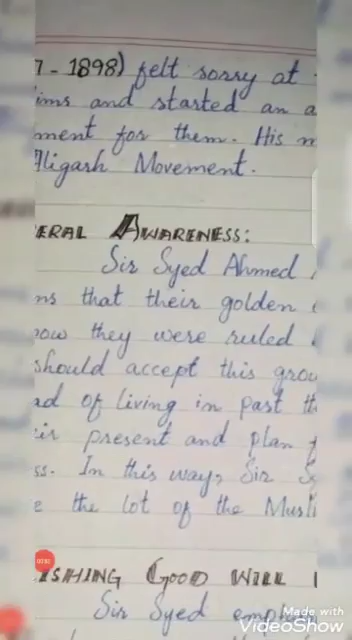 7 - 1898) felt sorry at
ims and started an a
ment for them. His m
Aligarh Movement.
ERAL AWARENESS:
Sir Syed Ahmed
ns that their golden
now they were ruled
should accept this grou
ad of living in past th
eir present and plan f
ss. In this way, Sir Sy
e the lot of the Musli
ISHING GOOD WILL
Sir Syed employ
Made with
VideoShow